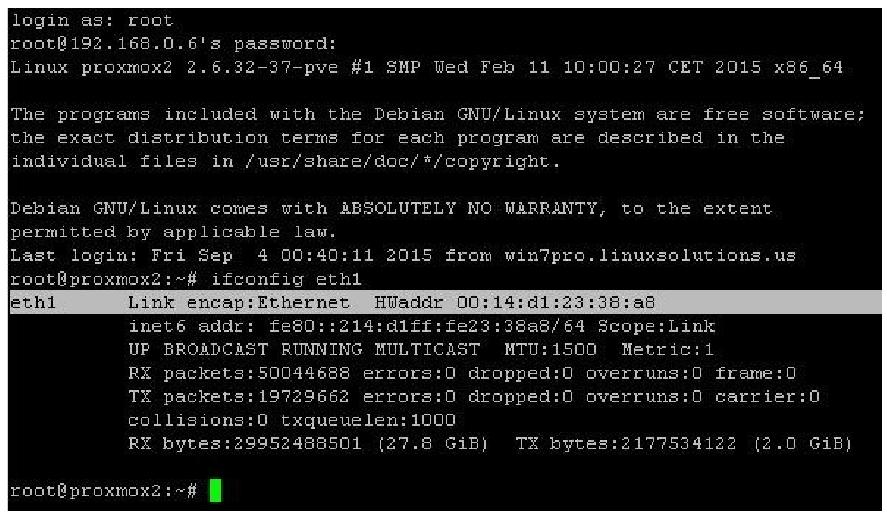 login as: root
root@192.168.0.6's password:
Linux proxmox2 2.6.32-37-pve #1 SMP Wed Feb 11 10:00:27 CET 2015 x86_64

The programs included with the Debian GNU/Linux system are free software;
the exact distribution terms for each program are described in the
individual files in /usr/share/doc/*/copyright.

Debian GNU/Linux comes with ABSOLUTELY NO WARRANTY, to the extent
permitted by applicable law.
Last login: Fri Sep  4 00:40:11 2015 from win7pro.linuxsolutions.us
root@proxmox2:~# ifconfig eth1
eth1      Link encap:Ethernet  HWaddr 00:14:d1:23:38:a8
          inet6 addr: fe80::214:d1ff:fe23:38a8/64 Scope:Link
          UP BROADCAST RUNNING MULTICAST  MTU:1500  Metric:1
          RX packets:50044688 errors:0 dropped:0 overruns:0 frame:0
          TX packets:19729662 errors:0 dropped:0 overruns:0 carrier:0
          collisions:0 txqueuelen:1000
          RX bytes:29952488501 (27.8 GiB)  TX bytes:2177534122 (2.0 GiB)

root@proxmox2:~#